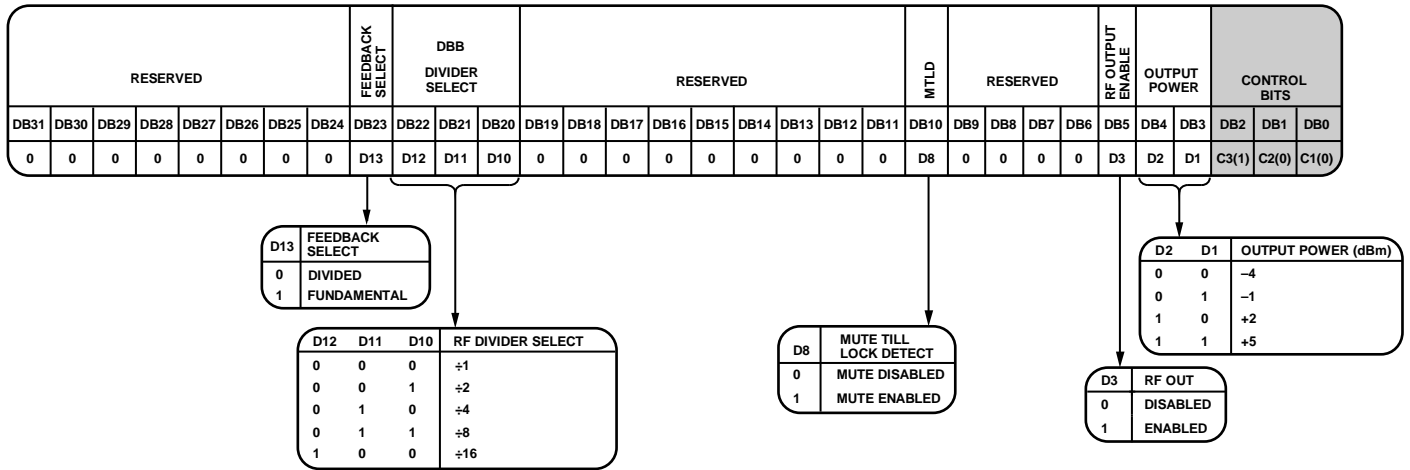 RESERVED
FEEDBACK
SELECT
DBB
DIVIDER
SELECT
RESERVED
MTLD
RESERVED
RF OUTPUT
ENABLE
OUTPUT
POWER
CONTROL
BITS
DB31 DB30 DB29 DB28 DB27 DB26 DB25 DB24 DB23 DB22 DB21 DB20 DB19 DB18 DB17 DB16 DB15 DB14 DB13 DB12 DB11 DB10 DB9 DB8 DB7 DB6 DB5 DB4 DB3 DB2 DB1 DB0
0 0 0 0 0 0 0 0 D13 D12 D11 D10 0 0 0 0 0 0 0 0 0 D8 0 0 0 0 D3 D2 D1 C3(1) C2(0) C1(0)
D13 FEEDBACK
SELECT
0 DIVIDED
1 FUNDAMENTAL
D12 D11 D10 RF DIVIDER SELECT
0 0 0 ÷1
0 0 1 ÷2
0 1 0 ÷4
0 1 1 ÷8
1 0 0 ÷16
D8 MUTE TILL
LOCK DETECT
0 MUTE DISABLED
1 MUTE ENABLED
D3 RF OUT
0 DISABLED
1 ENABLED
D2 D1 OUTPUT POWER (dBm)
0 0 –4
0 1 –1
1 0 +2
1 1 +5